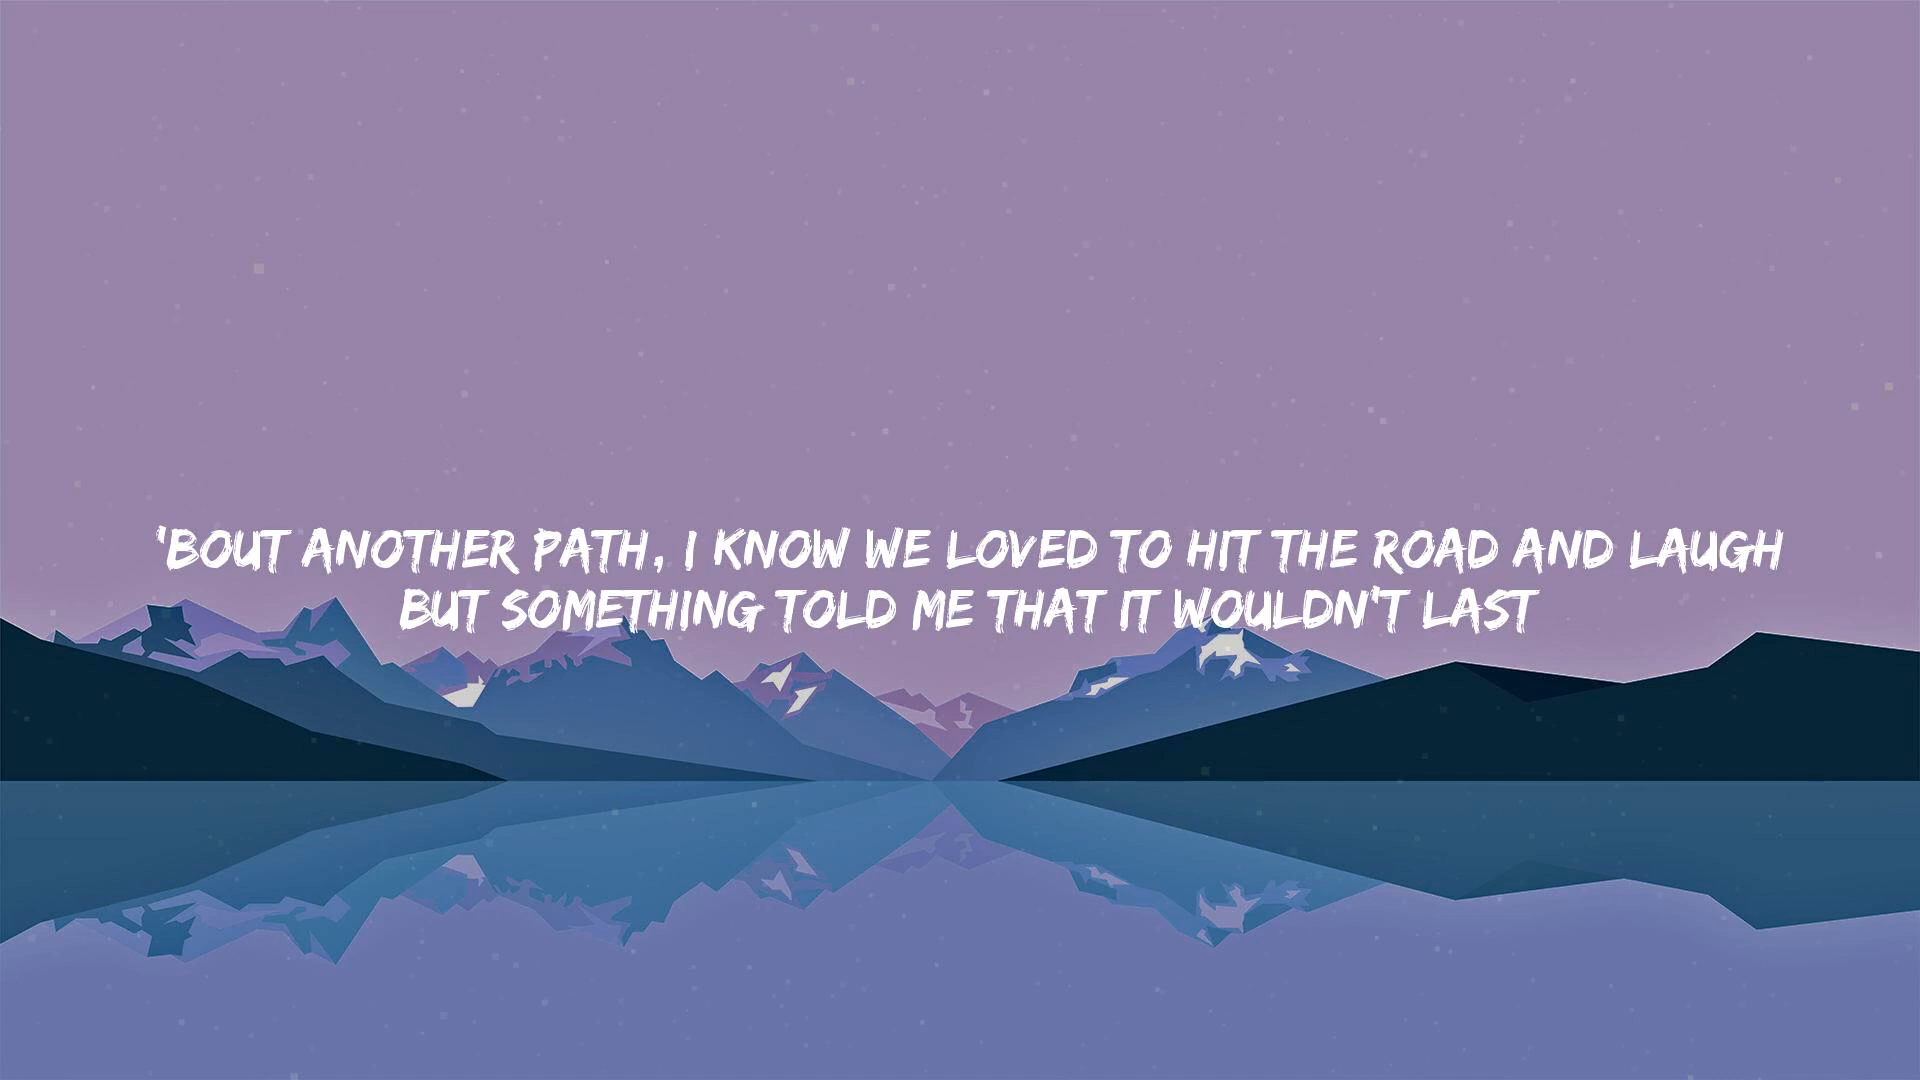 'BOUT ANOTHER PATH, I KNOW WE LOVED TO HIT THE ROAD AND LAUGH
BUT SOMETHING TOLD ME THAT IT WOULDN'T LAST